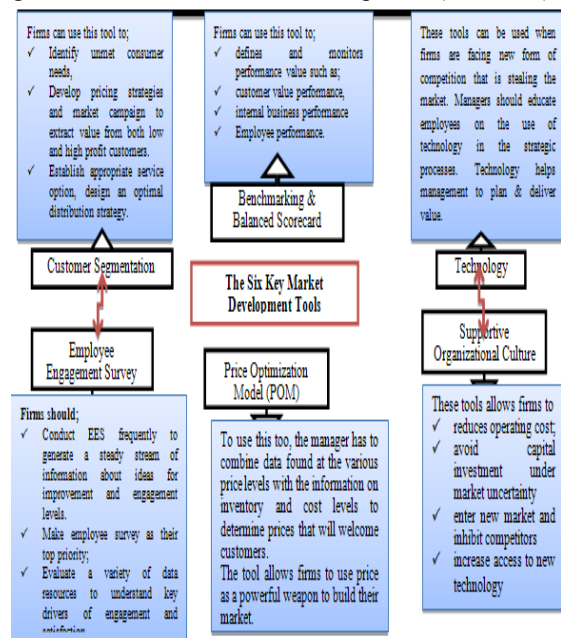 Firms can use this tool to;
✓ Identify unmet consumer
needs,
✓ Develop pricing strategies
and market campaign to
extract value from both low
and high profit customers.
✓ Establish appropriate service
option, design an optimal
distribution strategy.
Customer Segmentation
Firms can use this tool to;
✓ defines and monitors
performance value such as;
✓ customer value performance,
✓ internal business performance
✓ Employee performance.
Benchmarking &
Balanced Scorecard
These tools can be used when
firms are facing new form of
competition that is stealing the
market. Managers should educate
employees on the use of
technology in the strategic
processes. Technology helps
management to plan & deliver
value.
Technology
The Six Key Market
Development Tools
Employee
Engagement Survey
Firms should;
✓ Conduct EES frequently to
generate a steady stream of
information about ideas for
improvement and engagement
levels.
✓ Make employee survey as their
top priority;
✓ Evaluate a variety of data
resources to understand key
drivers of engagement and
satisfaction
Price Optimization
Model (POM)
To use this too, the manager has to
combine data found at the various
price levels with the information on
inventory and cost levels to
determine prices that will welcome
customers.
The tool allows firms to use price
as a powerful weapon to build their
market.
Supportive
Organizational Culture
These tools allows firms to
✓ reduces operating cost;
✓ avoid capital
investment under
market uncertainty
✓ enter new market and
inhibit competitors
✓ increase access to new
technology